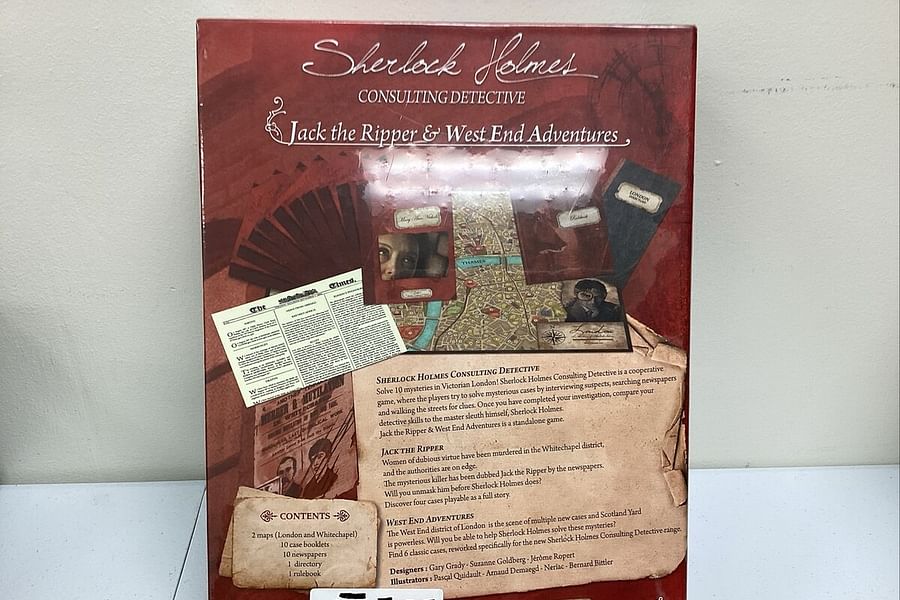 Sherlock Holmes
CONSULTING DETECTIVE
Jack the Ripper & West End Adventures
LONDON
THAMES
London
The Times.
SHERLOCK HOLMES CONSULTING DETECTIVE
Solve 10 mysteries in Victorian London! Sherlock Holmes Consulting Detective is a cooperative
game, where the players try to solve mysterious cases by interviewing suspects, searching newspapers
and walking the streets for clues. Once you have completed your investigation, compare your
detective skills to the master sleuth himself, Sherlock Holmes.
Jack the Ripper & West End Adventures is a standalone game.
JACK THE RIPPER
Women of dubious virtue have been murdered in the Whitechapel district,
and the authorities are on edge.
The mysterious killer has been dubbed Jack the Ripper by the newspapers.
Will you unmask him before Sherlock Holmes does?
Discover four cases playable as a full story.
WEST END ADVENTURES
The West End district of London is the scene of multiple new cases and Scotland Yard
is powerless. Will you be able to help Sherlock Holmes solve these mysteries?
Find 6 classic cases, reworked specifically for the new Sherlock Holmes Consulting Detective range.
Designers : Gary Grady - Suzanne Goldberg - Jérôme Ropert
Illustrators : Pascal Quidault - Arnaud Demaegd - Neriac - Bernard Bittler
CONTENTS
2 maps (London and Whitechapel)
10 case booklets
10 newspapers
1 directory
1 rulebook